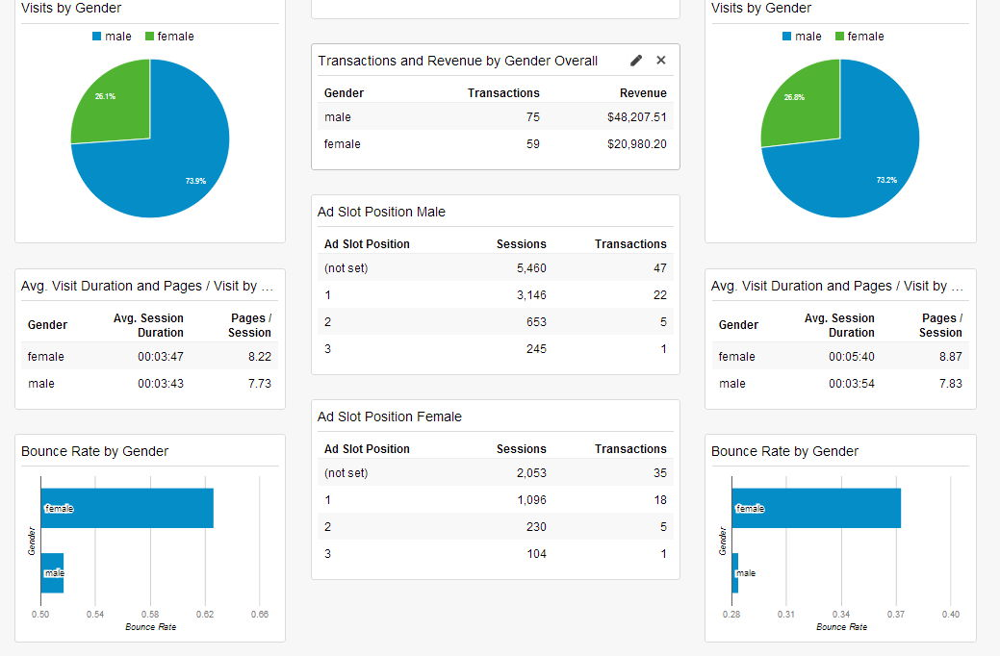 Visits by Gender
male female
26.1%
73.9%
Avg. Visit Duration and Pages / Visit by ...
Gender Avg. Session Duration Pages / Session
female 00:03:47 8.22
male 00:03:43 7.73
Bounce Rate by Gender
Gender
female
male
0.50 0.54 0.58 0.62 0.66
Bounce Rate
Transactions and Revenue by Gender Overall
Gender Transactions Revenue
male 75 $48,207.51
female 59 $20,980.20
Ad Slot Position Male
Ad Slot Position Sessions Transactions
(not set) 5,460 47
1 3,146 22
2 653 5
3 245 1
Ad Slot Position Female
Ad Slot Position Sessions Transactions
(not set) 2,053 35
1 1,096 18
2 230 5
3 104 1
Visits by Gender
male female
26.8%
73.2%
Avg. Visit Duration and Pages / Visit by ...
Gender Avg. Session Duration Pages / Session
female 00:05:40 8.87
male 00:03:54 7.83
Bounce Rate by Gender
Gender
female
male
0.28 0.31 0.34 0.37 0.40
Bounce Rate